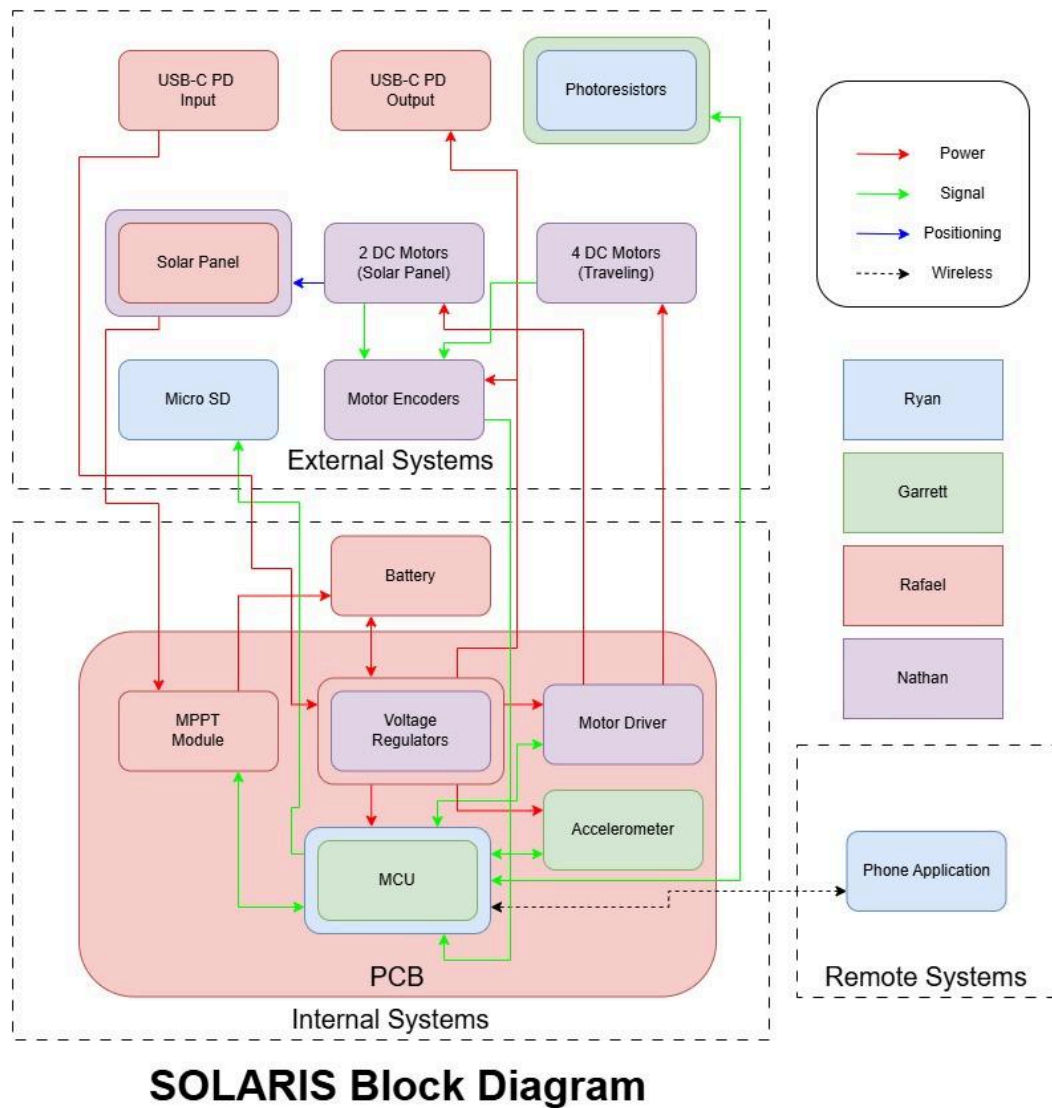 USB-C PD
Input
USB-C PD
Output
Photoresistors
Power
Signal
Positioning
Wireless
Solar Panel
2 DC Motors
(Solar Panel)
4 DC Motors
(Traveling)
Micro SD
Motor Encoders
External Systems
Ryan
Garrett
Rafael
Nathan
Battery
MPPT
Module
Voltage
Regulators
Motor Driver
Accelerometer
MCU
PCB
Internal Systems
Phone Application
Remote Systems
SOLARIS Block Diagram